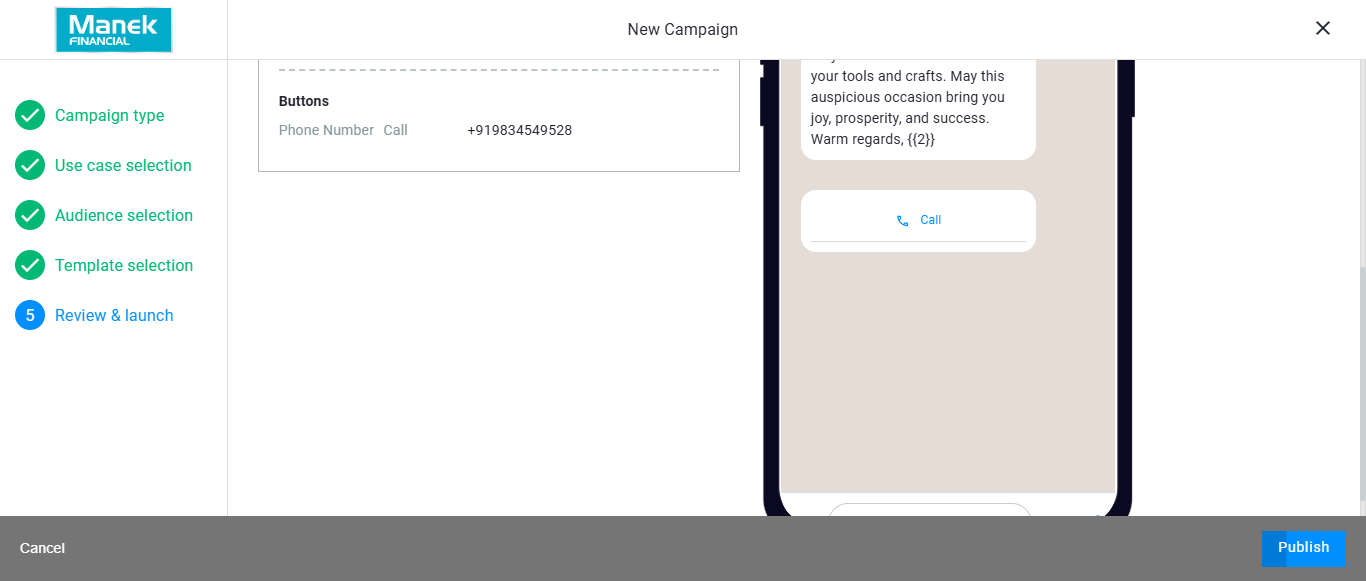 Manek
FINANCIAL
New Campaign
Campaign type
Use case selection
Audience selection
Template selection
5 Review & launch
Buttons
Phone Number Call +919834549528
your tools and crafts. May this
auspicious occasion bring you
joy, prosperity, and success.
Warm regards, {{2}}
Call
Cancel
Publish